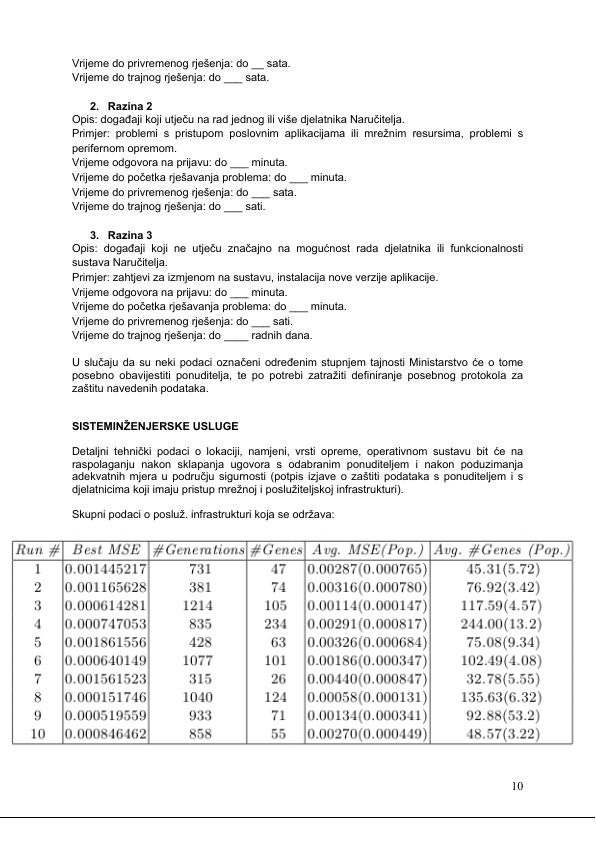 Vrijeme do privremenog rješenja: do __ sata.
Vrijeme do trajnog rješenja: do ___ sata.
2. Razina 2
Opis: događaji koji utječu na rad jednog ili više djelatnika Naručitelja.
Primjer: problemi s pristupom poslovnim aplikacijama ili mrežnim resursima, problemi s
perifernom opremom.
Vrijeme odgovora na prijavu: do ___ minuta.
Vrijeme do početka rješavanja problema: do ___ minuta.
Vrijeme do privremenog rješenja: do ___ sata.
Vrijeme do trajnog rješenja: do ___ sati.
3. Razina 3
Opis: događaji koji ne utječu značajno na mogućnost rada djelatnika ili funkcionalnosti
sustava Naručitelja.
Primjer: zahtjevi za izmjenom na sustavu, instalacija nove verzije aplikacije.
Vrijeme odgovora na prijavu: do ___ minuta.
Vrijeme do početka rješavanja problema: do ___ minuta.
Vrijeme do privremenog rješenja: do ___ sati.
Vrijeme do trajnog rješenja: do ____ radnih dana.
U slučaju da su neki podaci označeni određenim stupnjem tajnosti Ministarstvo će o tome
posebno obavijestiti ponuditelja, te po potrebi zatražiti definiranje posebnog protokola za
zaštitu navedenih podataka.
SISTEMINŽENJERSKE USLUGE
Detaljni tehnički podaci o lokaciji, namjeni, vrsti opreme, operativnom sustavu bit će na
raspolaganju nakon sklapanja ugovora s odabranim ponuditeljem i nakon poduzimanja
adekvatnih mjera u području sigurnosti (potpis izjave o zaštiti podataka s ponuditeljem i s
djelatnicima koji imaju pristup mrežnoj i poslužiteljskoj infrastrukturi).
Skupni podaci o posluž. infrastrukturi koja se održava:
Run # Best MSE #Generations #Genes Avg. MSE(Pop.) Avg. #Genes (Pop.)
1 0.001445217 731 47 0.00287(0.000765) 45.31(5.72)
2 0.001165628 381 74 0.00316(0.000780) 76.92(3.42)
3 0.000614281 1214 105 0.00114(0.000147) 117.59(4.57)
4 0.000747053 835 234 0.00291(0.000817) 244.00(13.2)
5 0.001861556 428 63 0.00326(0.000684) 75.08(9.34)
6 0.000640149 1077 101 0.00186(0.000347) 102.49(4.08)
7 0.001561523 315 26 0.00440(0.000847) 32.78(5.55)
8 0.000151746 1040 124 0.00058(0.000131) 135.63(6.32)
9 0.000519559 933 71 0.00134(0.000341) 92.88(53.2)
10 0.000846462 858 55 0.00270(0.000449) 48.57(3.22)
10